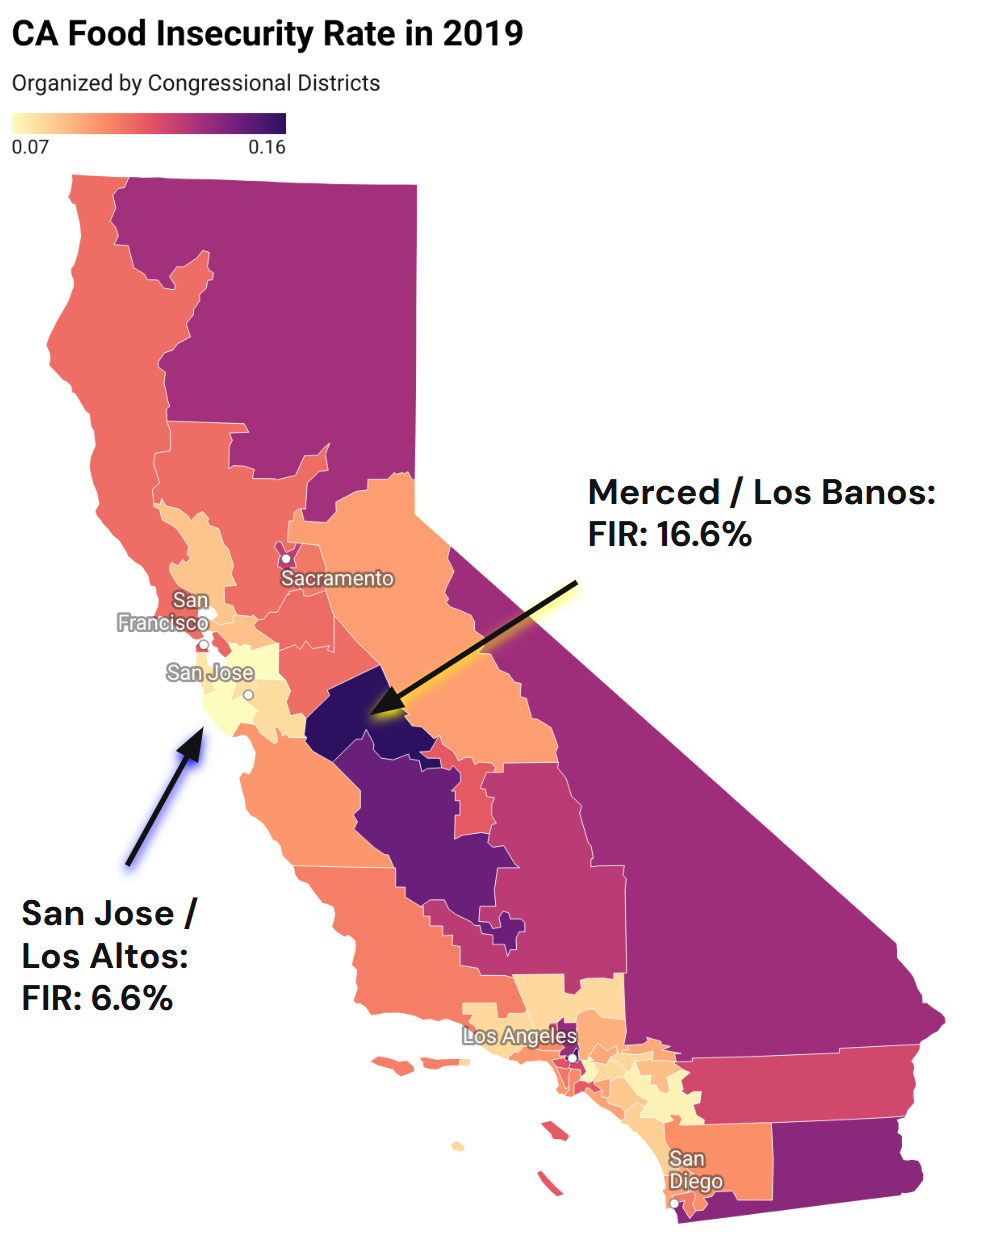 CA Food Insecurity Rate in 2019
Organized by Congressional Districts
0.07
0.16
Merced / Los Banos:
FIR: 16.6%
Sacramento
San
Francisco
San Jose
San Jose /
Los Altos:
FIR: 6.6%
Los Angeles
San
Diego